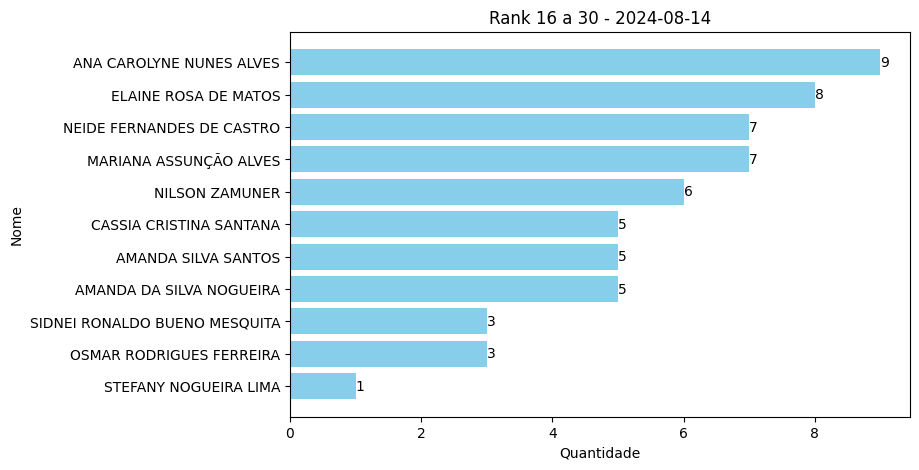 Rank 16 a 30 - 2024-08-14
Nome
ANA CAROLYNE NUNES ALVES 9
ELAINE ROSA DE MATOS 8
NEIDE FERNANDES DE CASTRO 7
MARIANA ASSUNÇÃO ALVES 7
NILSON ZAMUNER 6
CASSIA CRISTINA SANTANA 5
AMANDA SILVA SANTOS 5
AMANDA DA SILVA NOGUEIRA 5
SIDNEI RONALDO BUENO MESQUITA 3
OSMAR RODRIGUES FERREIRA 3
STEFANY NOGUEIRA LIMA 1
0 2 4 6 8
Quantidade